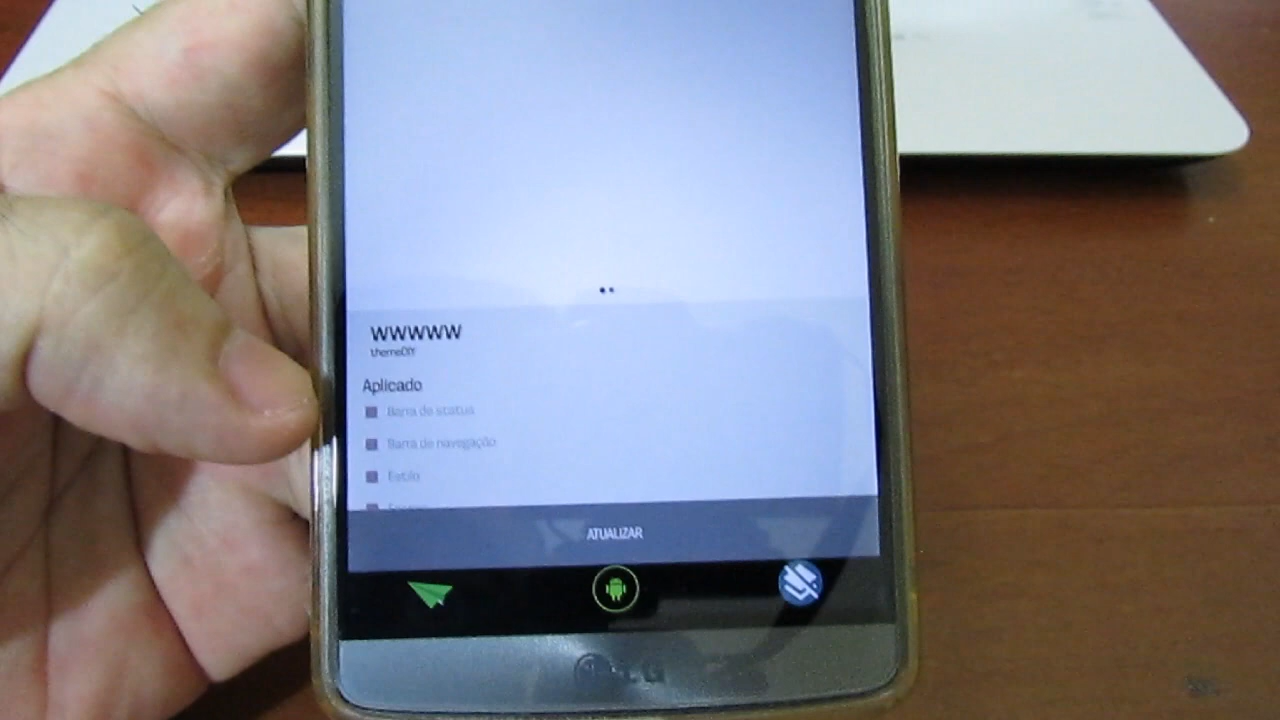 WWWWW
themeDIY
Aplicado
Barra de status
Barra de navegação
Estilo
ATUALIZAR
LG